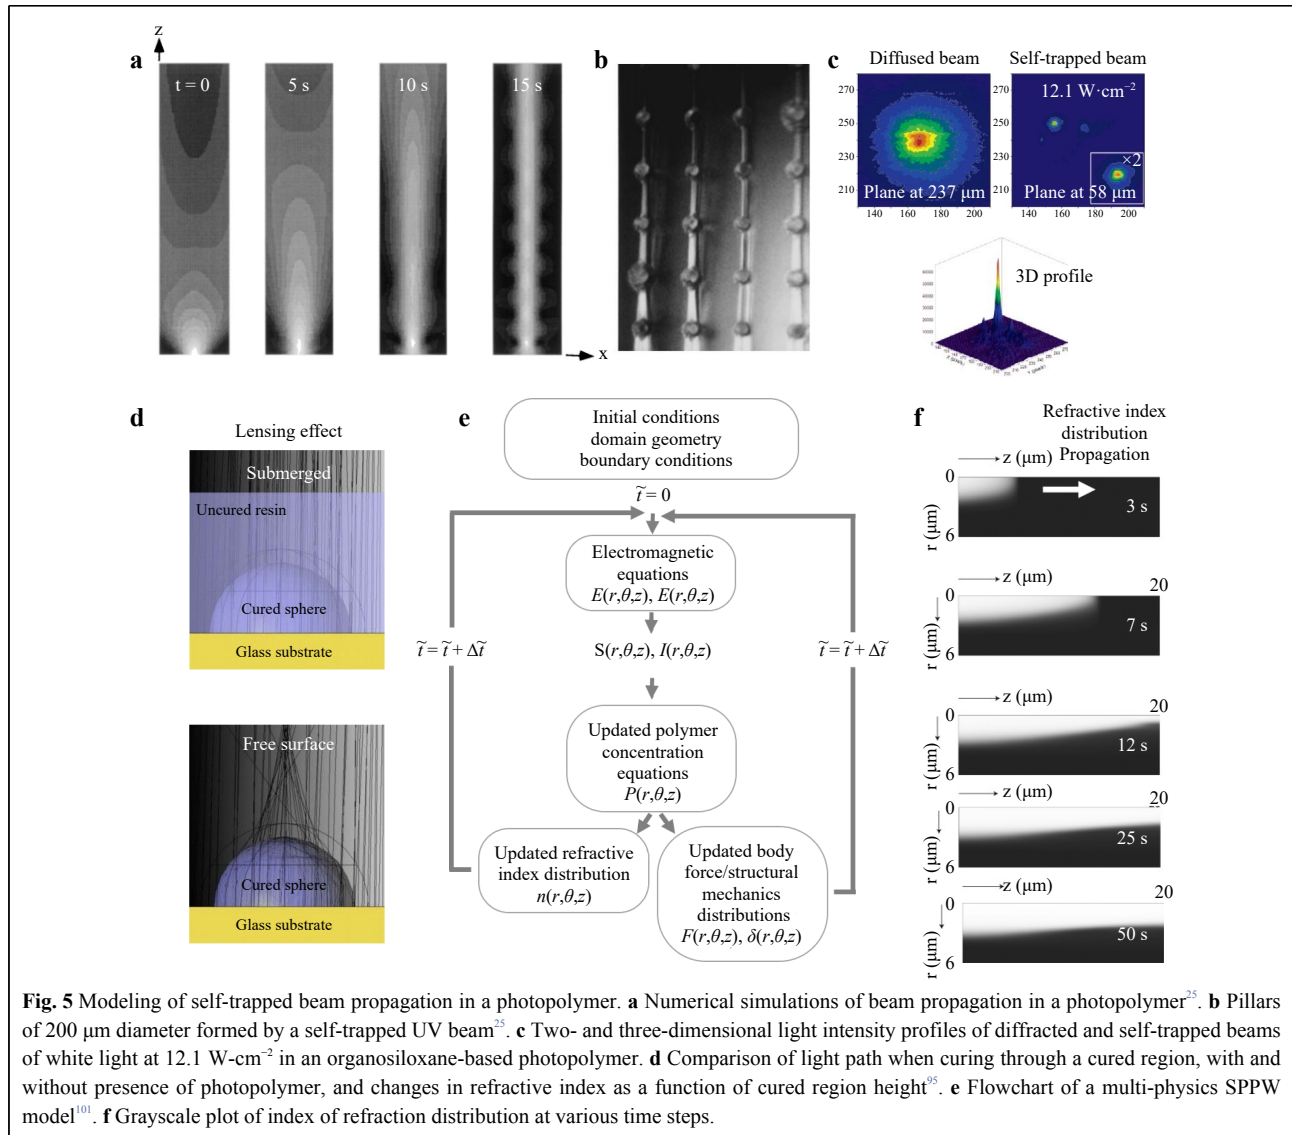 a
z
t = 0
5 s
10 s
15 s
x
b
c
Diffused beam
Self-trapped beam
270
260
250
240
230
210
Plane at 237 μm
140
160
180
200
270
260
250
240
230
210
12.1 W·cm⁻²
×2
Plane at 58 μm
140
160
180
200
3D profile
d
Lensing effect
Submerged
Uncured resin
Cured sphere
Glass substrate
Free surface
Cured sphere
Glass substrate
e
Initial conditions
domain geometry
boundary conditions
t̃ = 0
Electromagnetic
equations
E(r,θ,z), E(r,θ,z)
S(r,θ,z), I(r,θ,z)
t̃ = t̃ + Δt̃
t̃ = t̃ + Δt̃
Updated polymer
concentration
equations
P(r,θ,z)
Updated refractive
index distribution
n(r,θ,z)
Updated body
force/structural
mechanics
distributions
F(r,θ,z), δ(r,θ,z)
f
Refractive index
distribution
Propagation
z (μm)
0
r (μm)
6
3 s
z (μm)
20
0
r (μm)
6
7 s
z (μm)
20
0
r (μm)
6
12 s
z (μm)
20
0
r (μm)
6
25 s
z (μm)
20
0
r (μm)
6
50 s
Fig. 5 Modeling of self-trapped beam propagation in a photopolymer. a Numerical simulations of beam propagation in a photopolymer²⁵. b Pillars
of 200 μm diameter formed by a self-trapped UV beam²⁵. c Two- and three-dimensional light intensity profiles of diffracted and self-trapped beams
of white light at 12.1 W-cm⁻² in an organosiloxane-based photopolymer. d Comparison of light path when curing through a cured region, with and
without presence of photopolymer, and changes in refractive index as a function of cured region height⁹⁵. e Flowchart of a multi-physics SPPW
model¹⁰¹. f Grayscale plot of index of refraction distribution at various time steps.